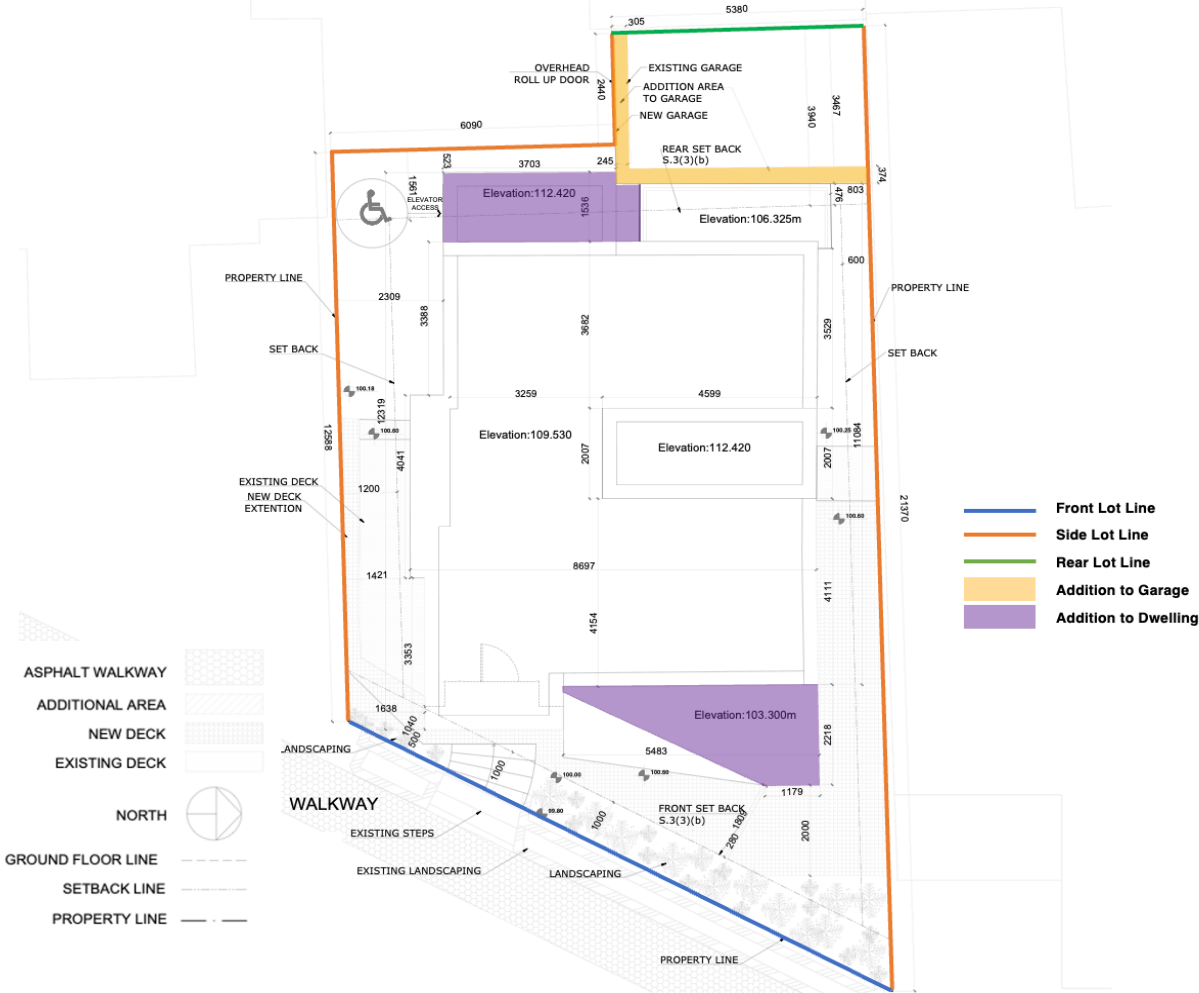 5380
305
OVERHEAD
ROLL UP DOOR
EXISTING GARAGE
2440
ADDITION AREA
TO GARAGE
3467
3940
NEW GARAGE
6090
REAR SET BACK
S.3(3)(b)
523
3703
245
374
1561
ELEVATOR
ACCESS
Elevation:112.420
1536
476
803
Elevation:106.325m
600
PROPERTY LINE
PROPERTY LINE
2309
3388
3682
3529
SET BACK
SET BACK
100.18
3259
4599
12319
100.60
12588
Elevation:109.530
Elevation:112.420
100.25
11084
4041
2007
2007
EXISTING DECK
NEW DECK
EXTENTION
1200
100.60
21370
Front Lot Line
Side Lot Line
Rear Lot Line
Addition to Garage
Addition to Dwelling
8697
1421
4111
4154
3353
ASPHALT WALKWAY
ADDITIONAL AREA
NEW DECK
EXISTING DECK
NORTH
GROUND FLOOR LINE
SETBACK LINE
PROPERTY LINE
1638
1040
500
Elevation:103.300m
2218
LANDSCAPING
5483
1000
100.00
100.60
1179
WALKWAY
99.80
1000
FRONT SET BACK
S.3(3)(b)
1809
280
2000
EXISTING STEPS
EXISTING LANDSCAPING
LANDSCAPING
PROPERTY LINE